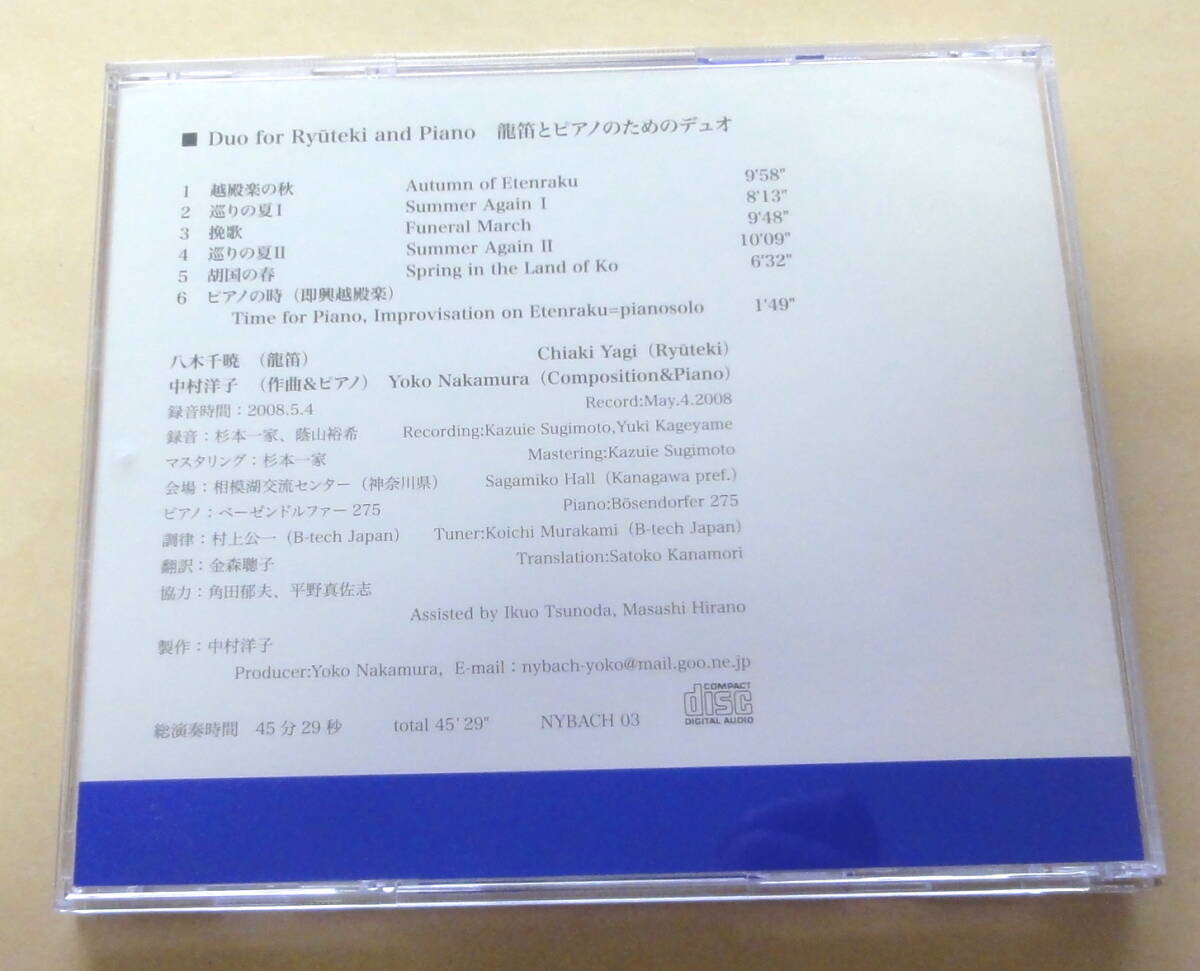 ■ Duo for Ryūteki and Piano 龍笛とピアノのためのデュオ
1 越殿楽の秋 Autumn of Etenraku 9'58"
2 巡りの夏I Summer Again I 8'13"
3 挽歌 Funeral March 9'48"
4 巡りの夏II Summer Again II 10'09"
5 胡国の春 Spring in the Land of Ko 6'32"
6 ピアノの時（即興越殿楽）
Time for Piano, Improvisation on Etenraku=pianosolo 1'49"
八木千暁 （龍笛） Chiaki Yagi（Ryūteki）
中村洋子 （作曲&ピアノ） Yoko Nakamura（Composition&Piano）
録音時間：2008.5.4 Record:May.4.2008
録音：杉本一家、蔭山裕希 Recording:Kazuie Sugimoto,Yuki Kageyame
マスタリング：杉本一家 Mastering:Kazuie Sugimoto
会場：相模湖交流センター（神奈川県） Sagamiko Hall（Kanagawa pref.）
ピアノ：ベーゼンドルファー 275 Piano:Bösendorfer 275
調律：村上公一（B-tech Japan） Tuner:Koichi Murakami（B-tech Japan）
翻訳：金森聰子 Translation:Satoko Kanamori
協力：角田郁夫、平野真佐志
Assisted by Ikuo Tsunoda, Masashi Hirano
製作：中村洋子
Producer:Yoko Nakamura, E-mail：nybach-yoko@mail.goo.ne.jp
総演奏時間 45分29秒 total 45'29" NYBACH 03
COMPACT
disc
DIGITAL AUDIO